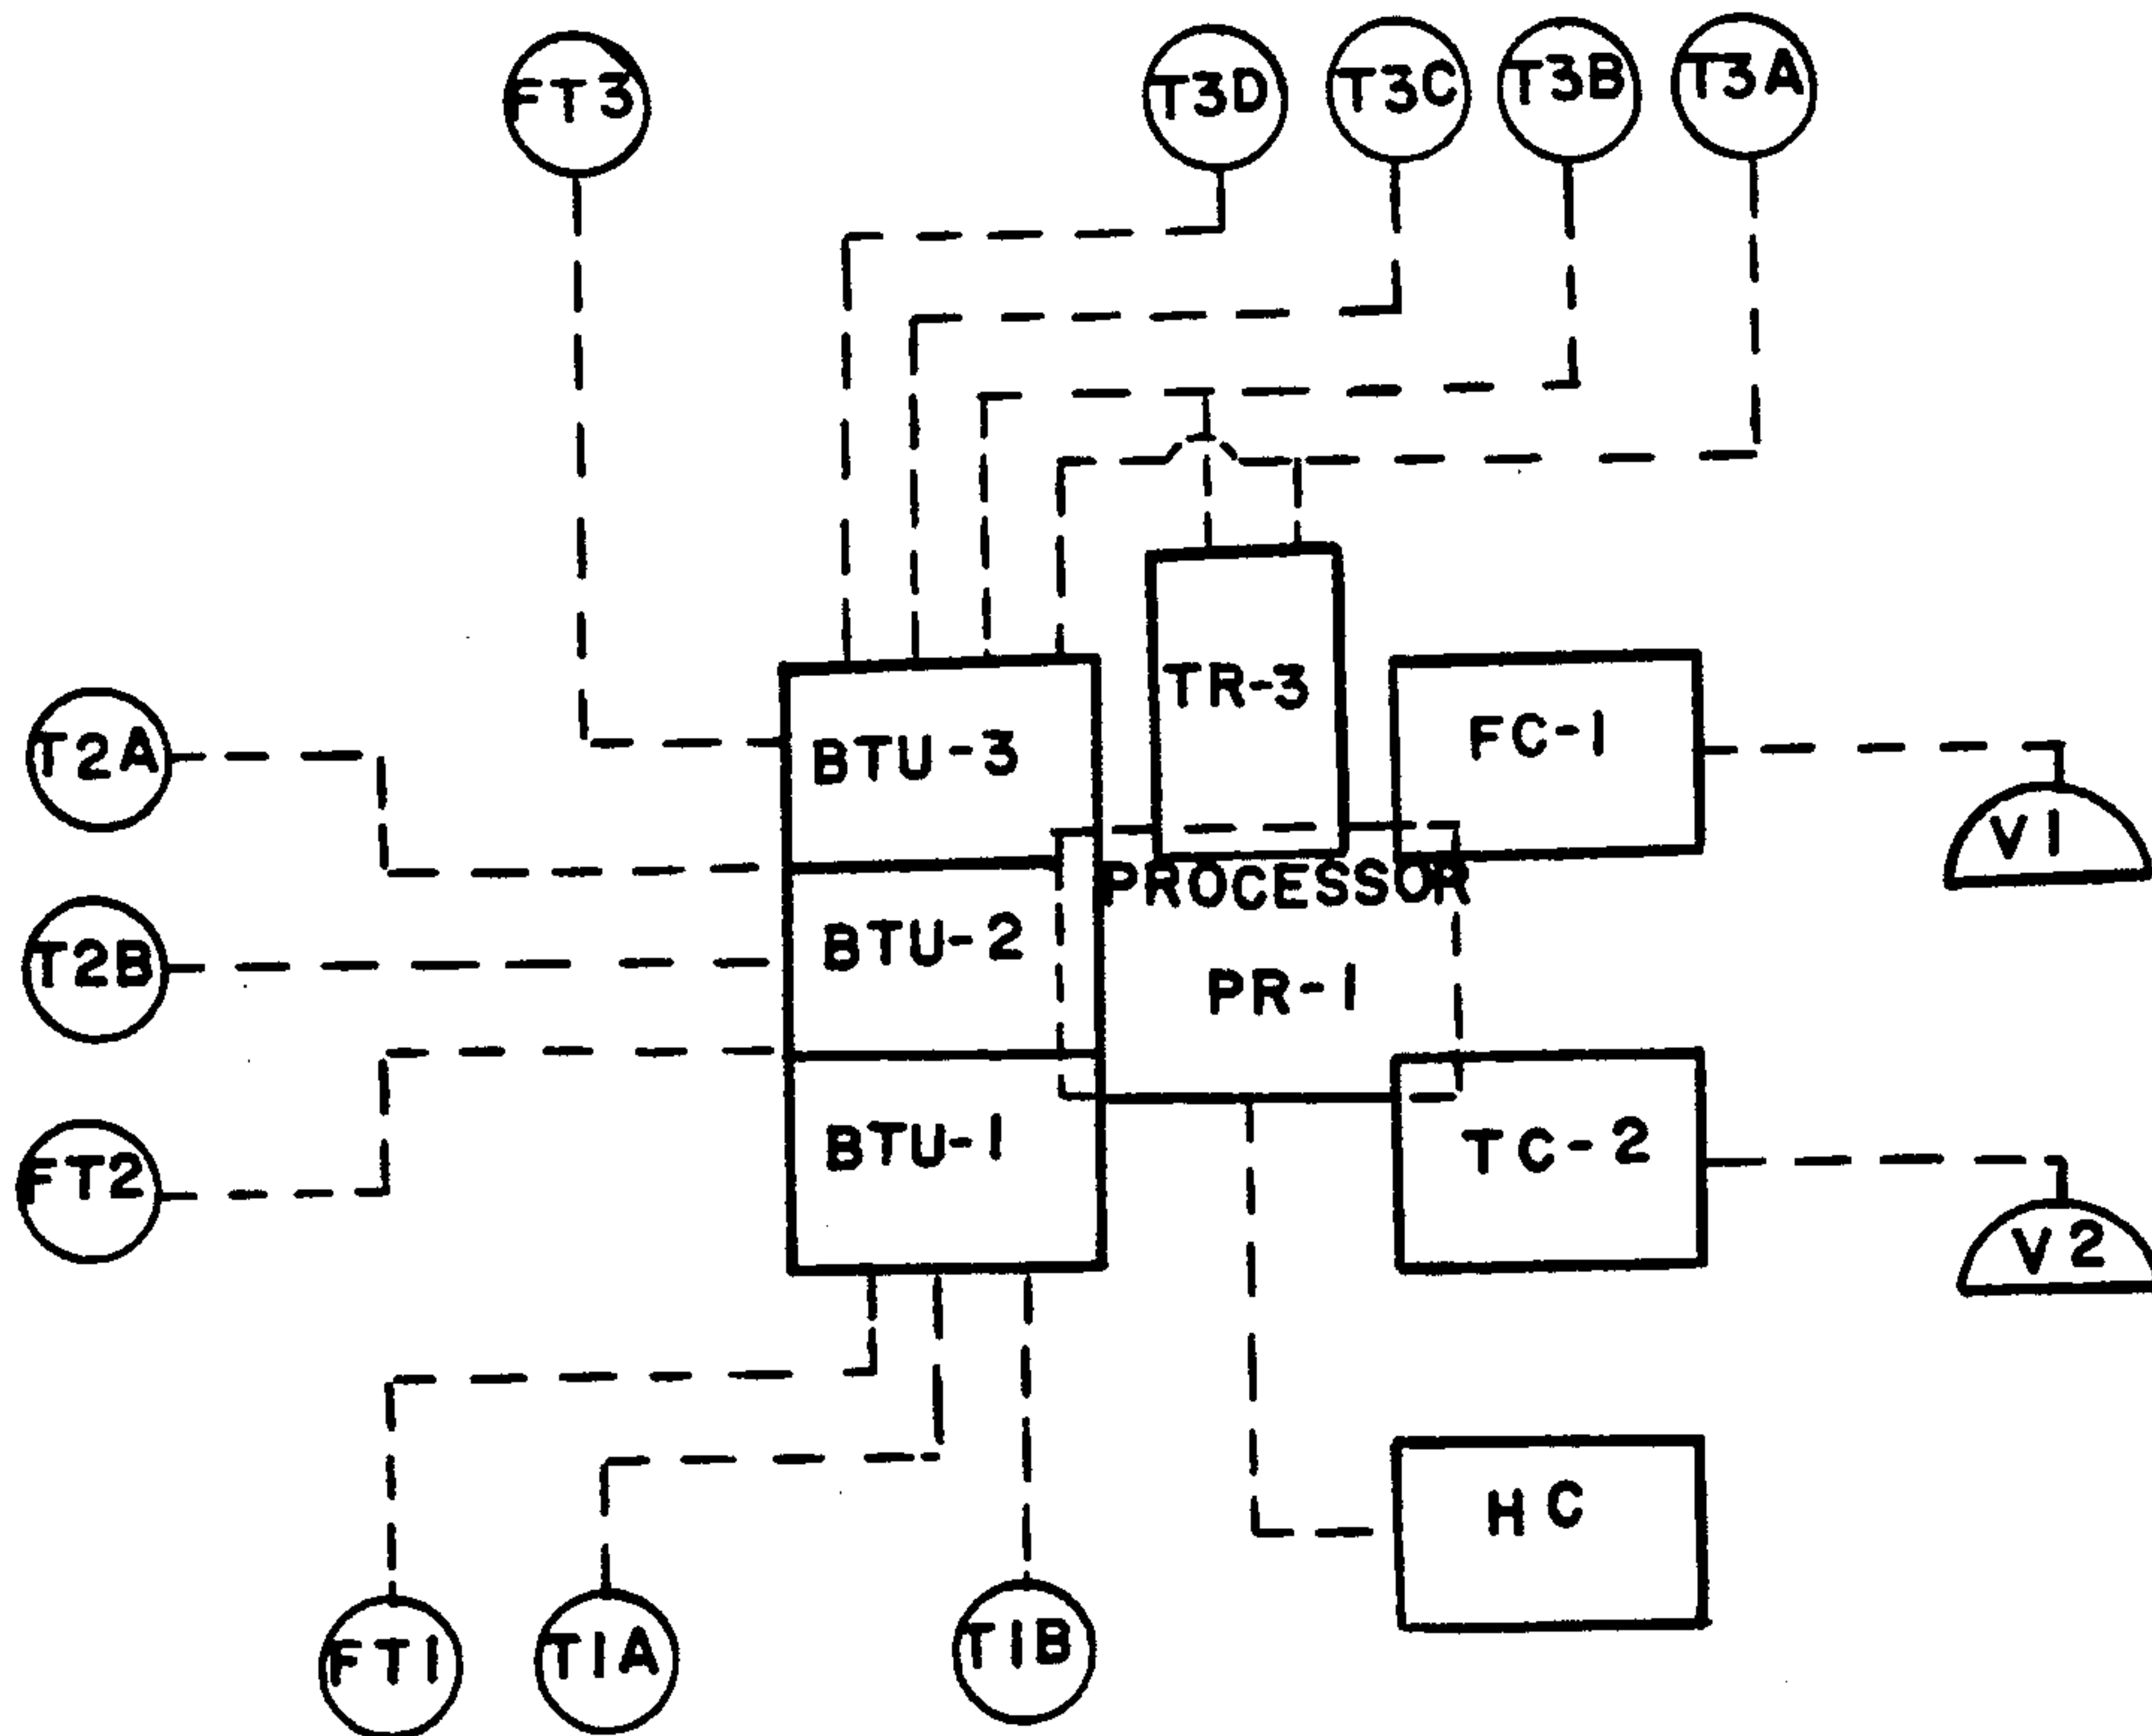 FT3
T3D
T3C
T3B
T3A
TR-3
FC-1
BTU-3
T2A
V1
PROCESSOR
BTU-2
T2B
PR-1
BTU-1
TC-2
FT2
V2
HC
FT1
T1A
T1B